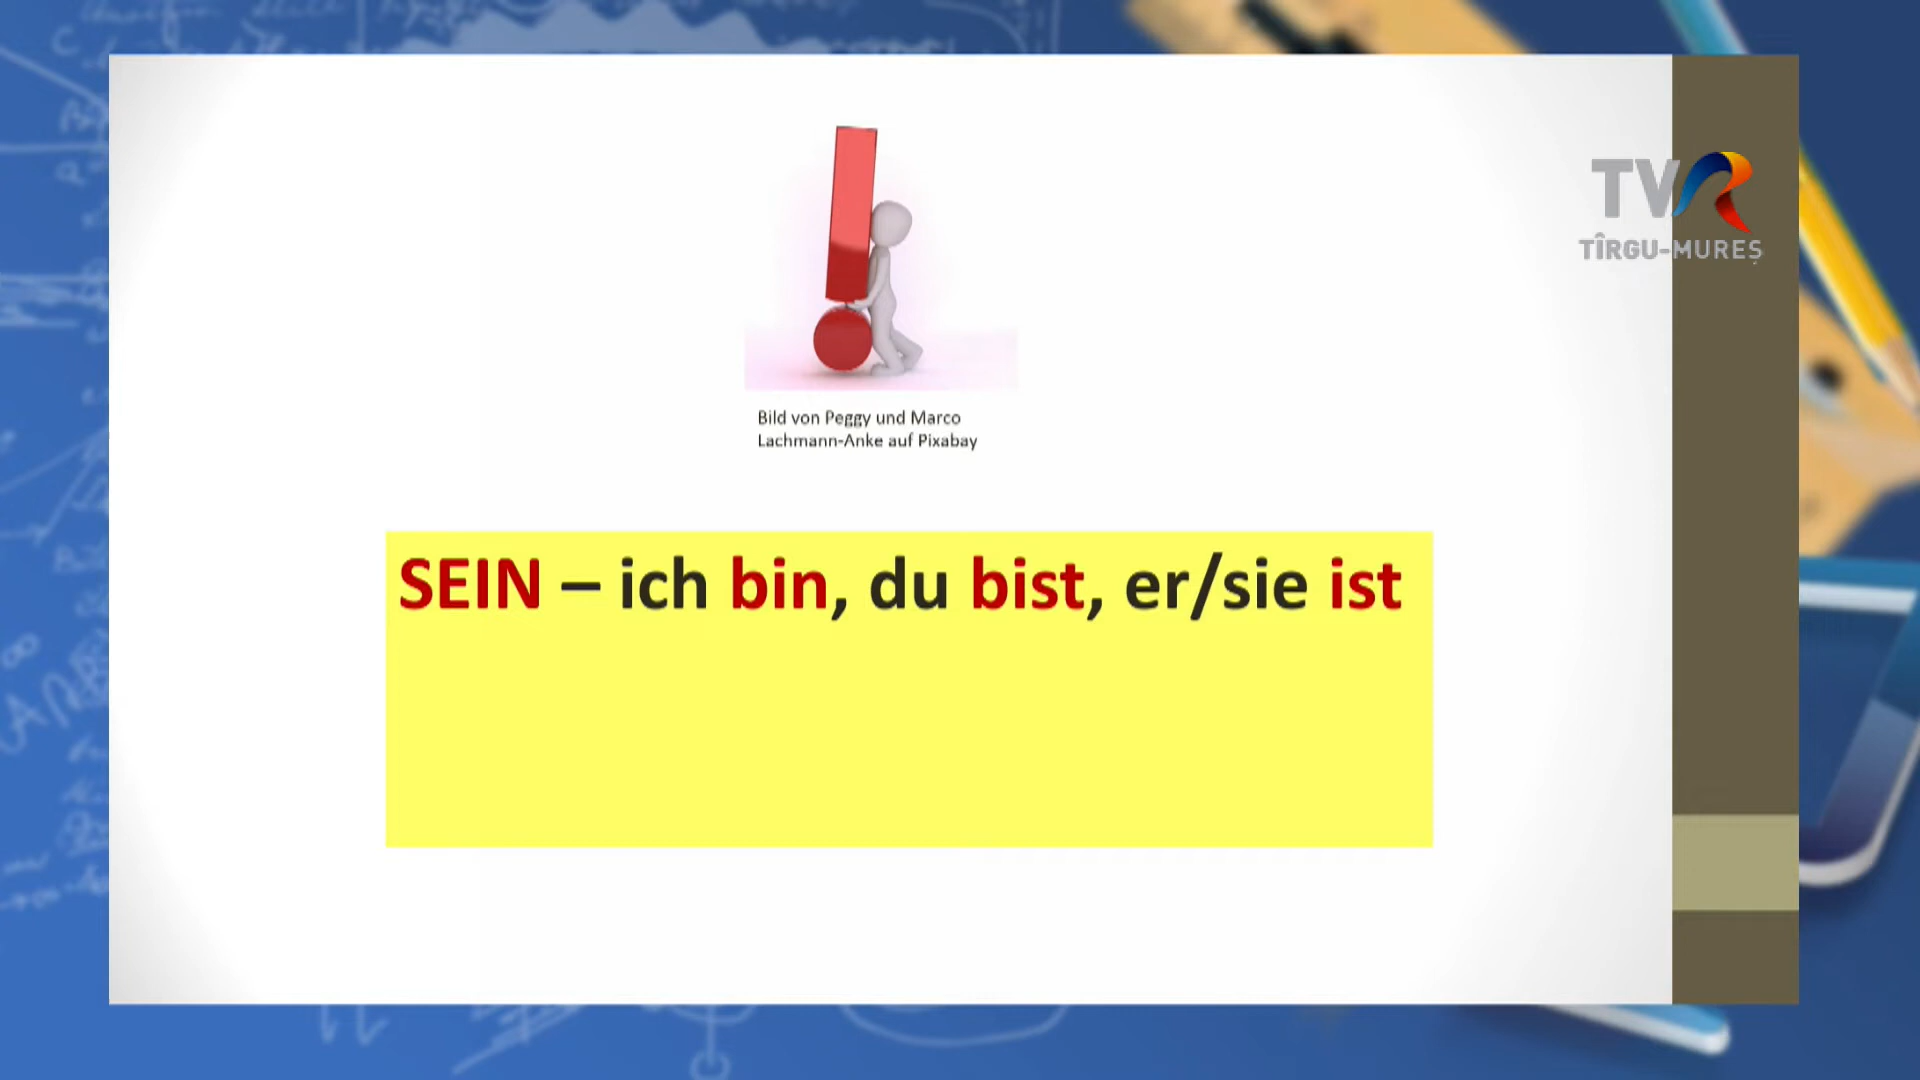 TVR
TÎRGU-MUREȘ
Bild von Peggy und Marco
Lachmann-Anke auf Pixabay
SEIN – ich bin, du bist, er/sie ist